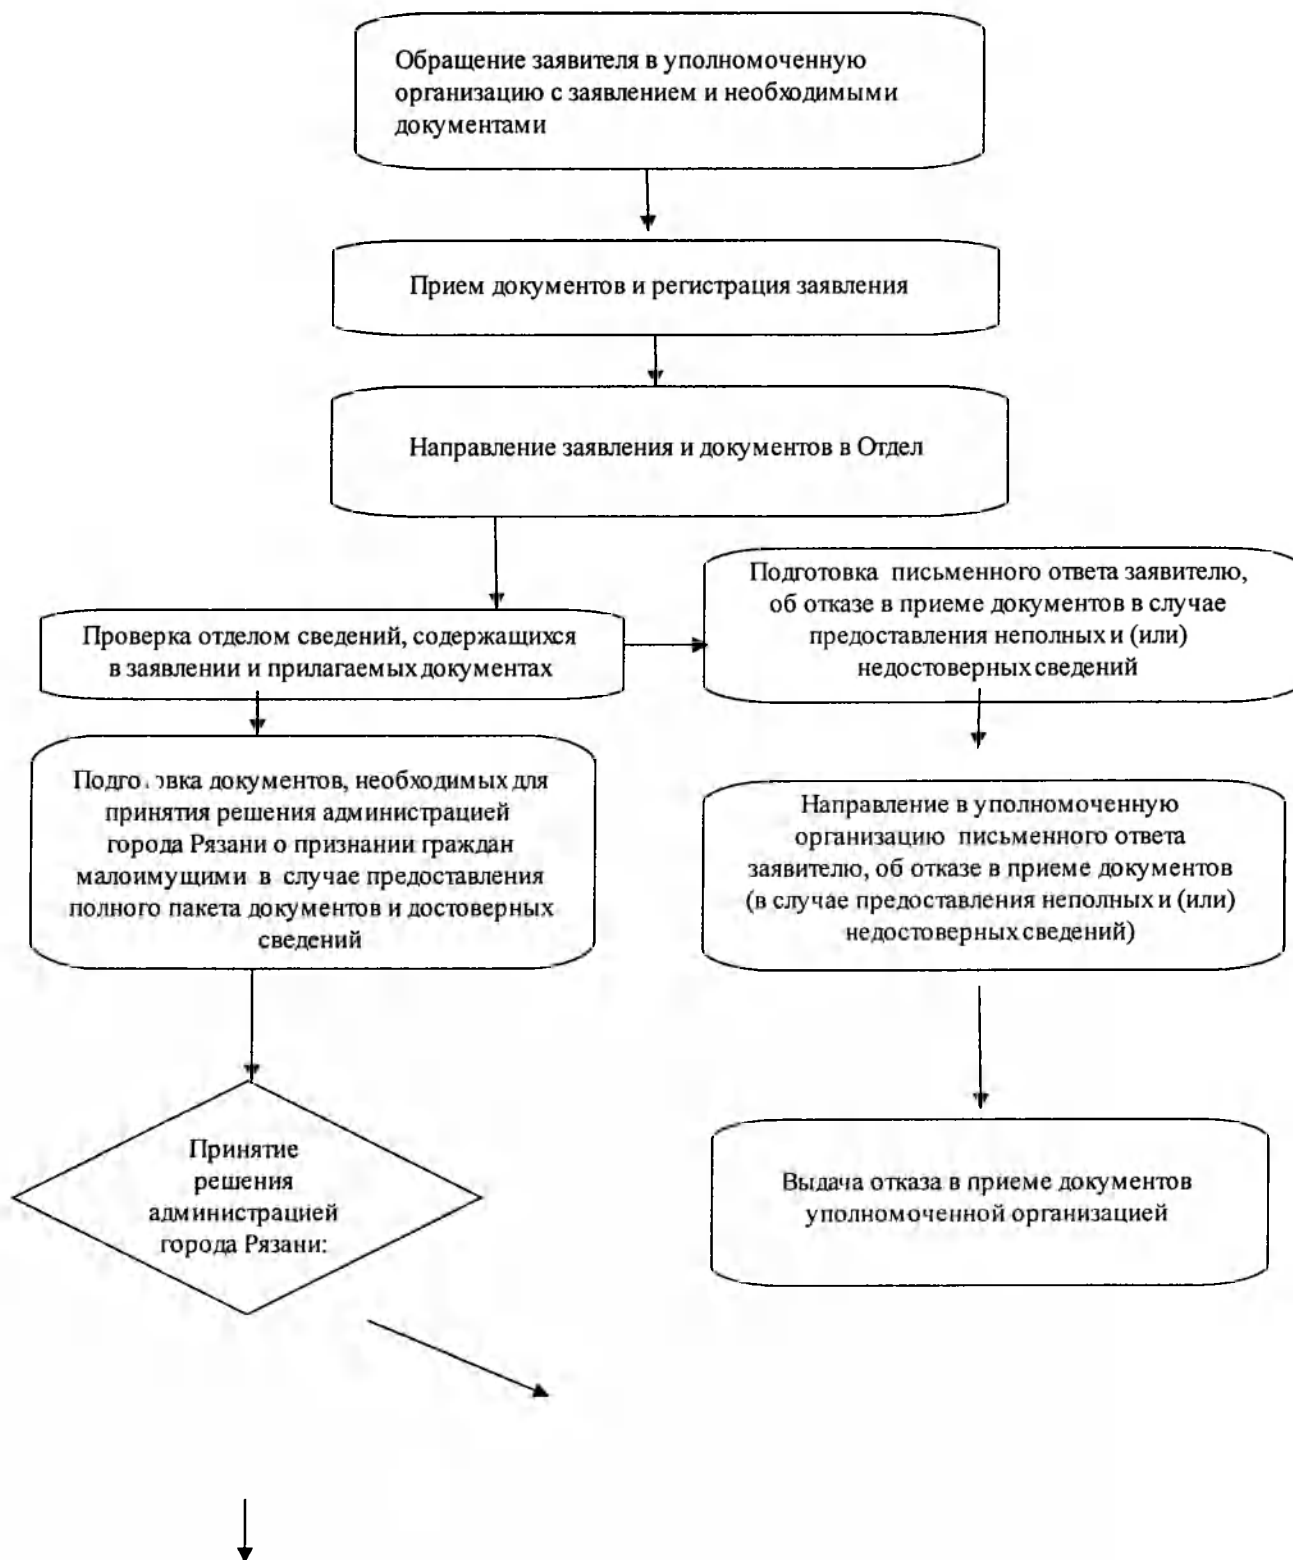 Обращение заявителя в уполномоченную
организацию с заявлением и необходимыми
документами
Прием документов и регистрация заявления
Направление заявления и документов в Отдел
Проверка отделом сведений, содержащихся
в заявлении и прилагаемых документах
Подготовка письменного ответа заявителю,
об отказе в приеме документов в случае
предоставления неполных и (или)
недостоверных сведений
Подготовка документов, необходимых для
принятия решения администрацией
города Рязани о признании граждан
малоимущими в случае предоставления
полного пакета документов и достоверных
сведений
Направление в уполномоченную
организацию письменного ответа
заявителю, об отказе в приеме документов
(в случае предоставления неполных и (или)
недостоверных сведений)
Принятие
решения
администрацией
города Рязани:
Выдача отказа в приеме документов
уполномоченной организацией